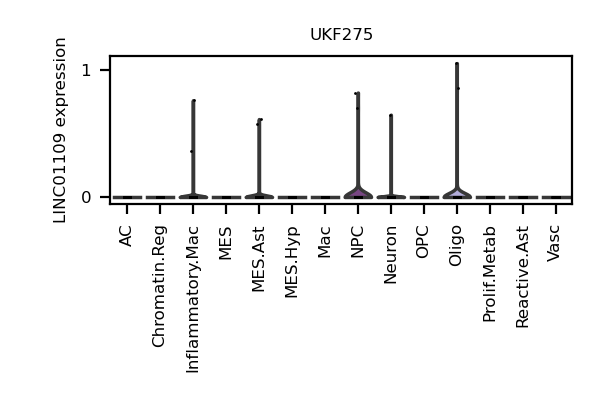 UKF275
LINC01109 expression
1
0
AC
Chromatin.Reg
Inflammatory.Mac
MES
MES.Ast
MES.Hyp
Mac
NPC
Neuron
OPC
Oligo
Prolif.Metab
Reactive.Ast
Vasc